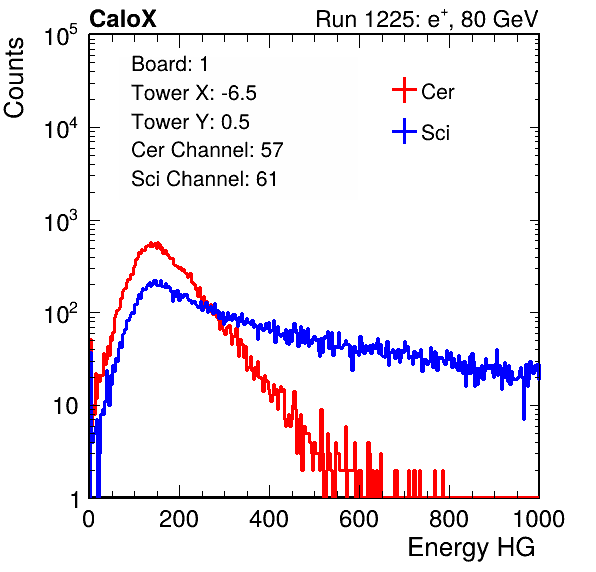 CaloX Run 1225: e⁺, 80 GeV
Counts
10⁵
10⁴
10³
10²
10
1
Board: 1
Tower X: -6.5
Tower Y: 0.5
Cer Channel: 57
Sci Channel: 61
Cer
Sci
0 200 400 600 800 1000
Energy HG